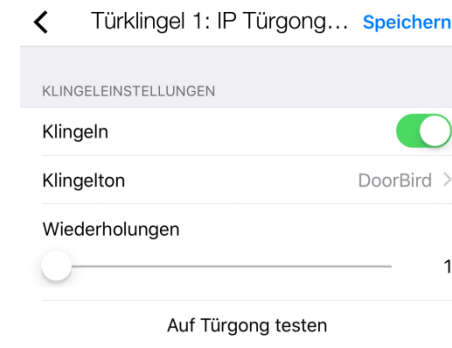 Türklingel 1: IP Türgong... Speichern
KLINGELEINSTELLUNGEN
Klingeln
Klingelton DoorBird
Wiederholungen
1
Auf Türgong testen